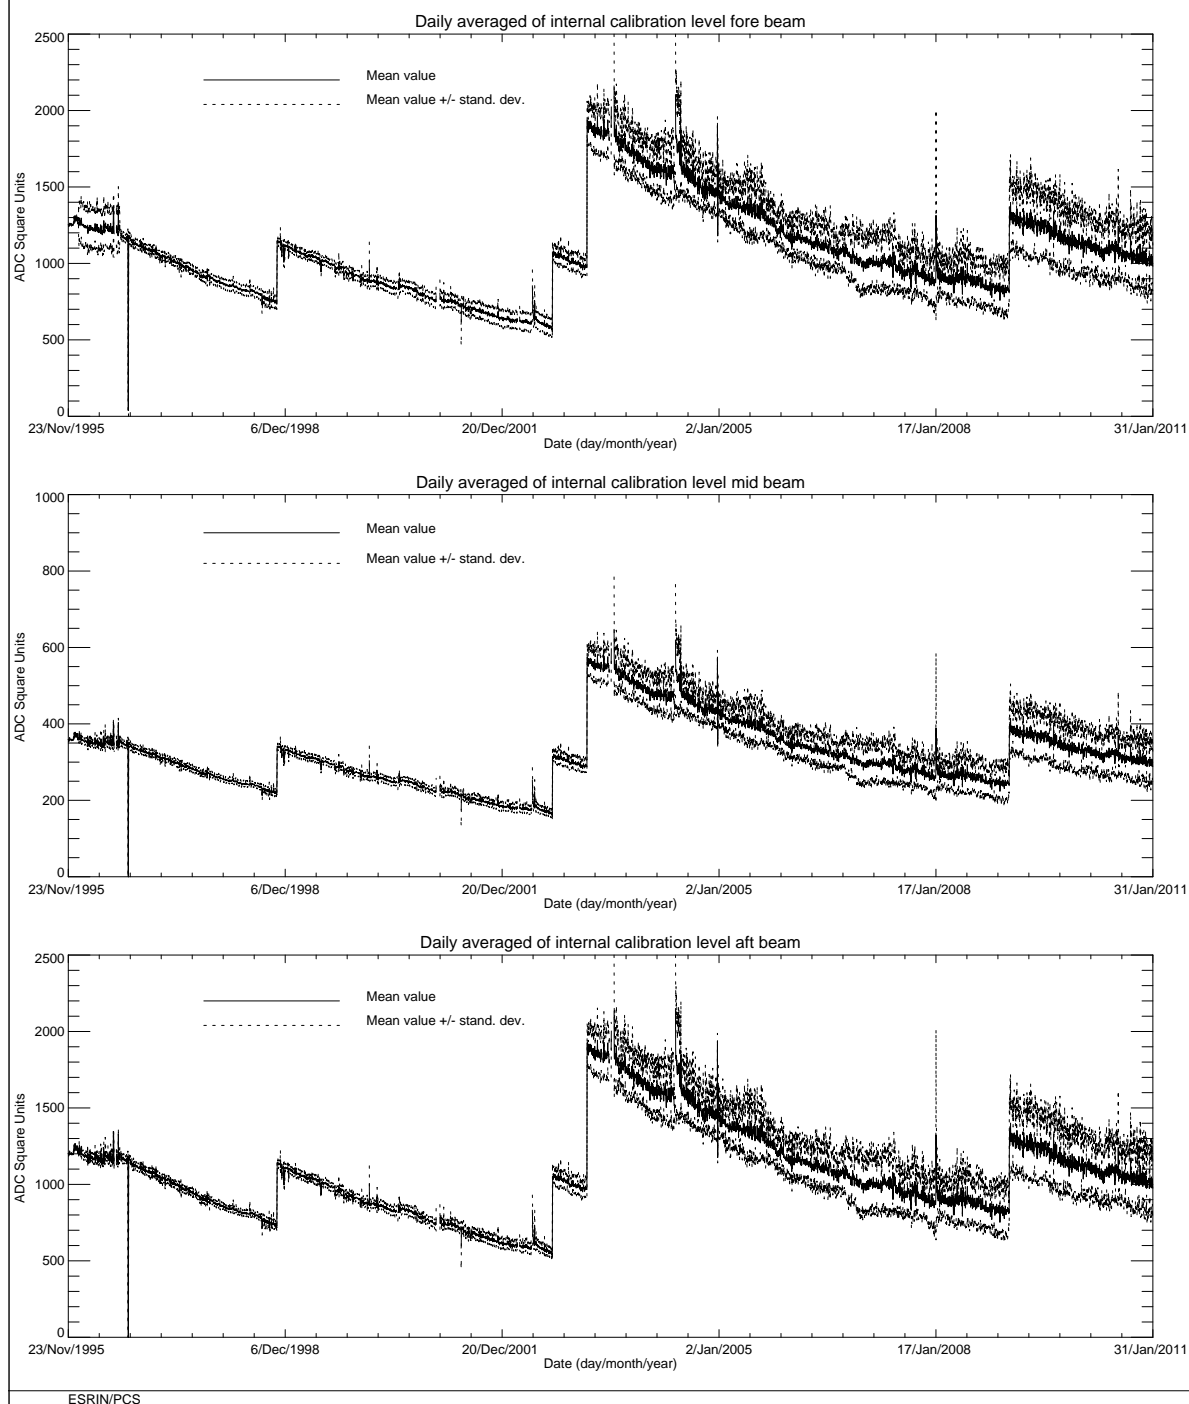 Daily averaged of internal calibration level fore beam
2500
2000
1500
1000
500
0
ADC Square Units
Mean value
Mean value +/- stand. dev.
23/Nov/1995 6/Dec/1998 20/Dec/2001 2/Jan/2005 17/Jan/2008 31/Jan/2011
Date (day/month/year)
Daily averaged of internal calibration level mid beam
1000
800
600
400
200
0
ADC Square Units
Mean value
Mean value +/- stand. dev.
23/Nov/1995 6/Dec/1998 20/Dec/2001 2/Jan/2005 17/Jan/2008 31/Jan/2011
Date (day/month/year)
Daily averaged of internal calibration level aft beam
2500
2000
1500
1000
500
0
ADC Square Units
Mean value
Mean value +/- stand. dev.
23/Nov/1995 6/Dec/1998 20/Dec/2001 2/Jan/2005 17/Jan/2008 31/Jan/2011
Date (day/month/year)
ESRIN/PCS